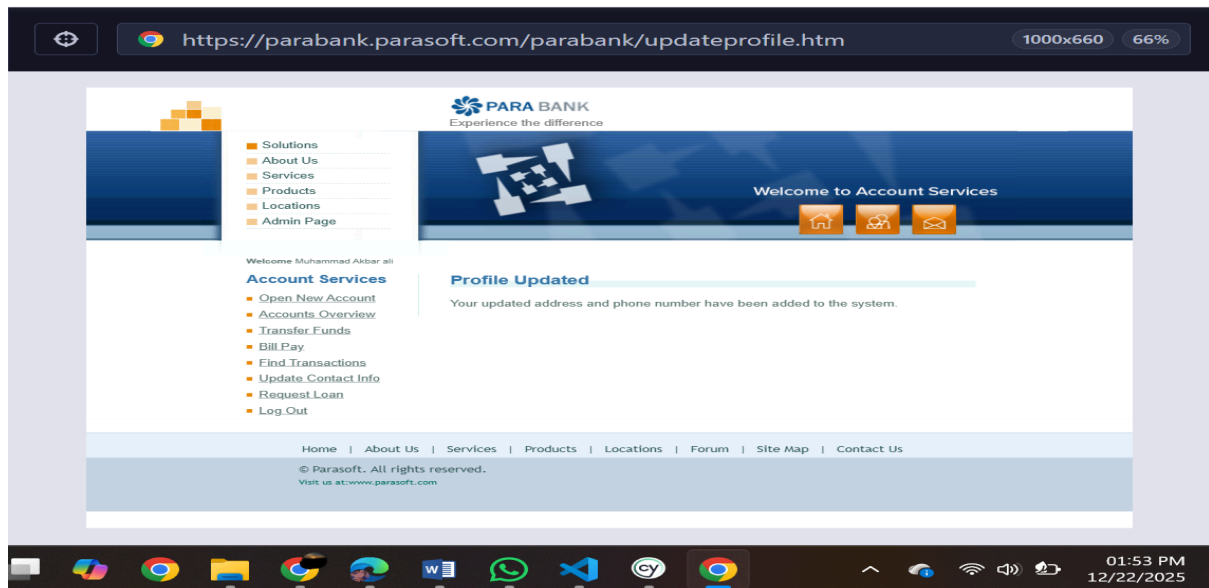 https://parabank.parasoft.com/parabank/updateprofile.htm 1000x660 66%
PARA BANK
Experience the difference
Solutions
About Us
Services
Products
Locations
Admin Page
Welcome to Account Services
Welcome Muhammad Akbar ali
Account Services
Open New Account
Accounts Overview
Transfer Funds
Bill Pay
Find Transactions
Update Contact Info
Request Loan
Log Out
Profile Updated
Your updated address and phone number have been added to the system.
Home | About Us | Services | Products | Locations | Forum | Site Map | Contact Us
© Parasoft. All rights reserved.
Visit us at:www.parasoft.com
W
cy
01:53 PM
12/22/2025